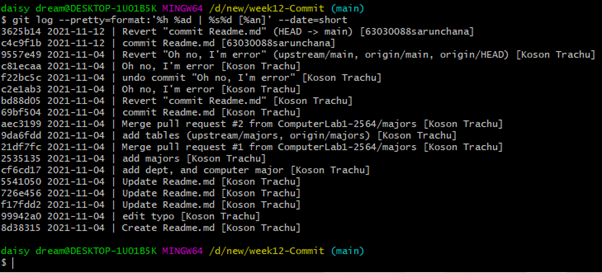 daisy dream@DESKTOP-1UO1B5K MINGW64 /d/new/week12-Commit (main)
$ git log --pretty=format:'%h %ad | %s%d [%an]' --date=short
3625b14 2021-11-12 | Revert "commit Readme.md" (HEAD -> main) [63030088sarunchana]
c4c9f1b 2021-11-12 | commit Readme.md [63030088sarunchana]
9557e49 2021-11-04 | Revert "Oh no, I'm error" (upstream/main, origin/main, origin/HEAD) [Koson Trachu]
c81ecaa 2021-11-04 | Oh no, I'm error [Koson Trachu]
f22bc5c 2021-11-04 | undo commit "Oh no, I'm error" [Koson Trachu]
c2e1ab3 2021-11-04 | Oh no, I'm error [Koson Trachu]
bd88d05 2021-11-04 | Revert "commit Readme.md" [Koson Trachu]
69bf504 2021-11-04 | commit Readme.md [Koson Trachu]
aec3199 2021-11-04 | Merge pull request #2 from ComputerLab1-2564/majors [Koson Trachu]
9da6fdd 2021-11-04 | add tables (upstream/majors, origin/majors) [Koson Trachu]
21df7fc 2021-11-04 | Merge pull request #1 from ComputerLab1-2564/majors [Koson Trachu]
2535135 2021-11-04 | add majors [Koson Trachu]
cf6cd17 2021-11-04 | add dept, and computer major [Koson Trachu]
5541050 2021-11-04 | Update Readme.md [Koson Trachu]
726e456 2021-11-04 | Update Readme.md [Koson Trachu]
f17fdd2 2021-11-04 | Update Readme.md [Koson Trachu]
99942a0 2021-11-04 | edit typo [Koson Trachu]
8d38315 2021-11-04 | Create Readme.md [Koson Trachu]
daisy dream@DESKTOP-1UO1B5K MINGW64 /d/new/week12-Commit (main)
$